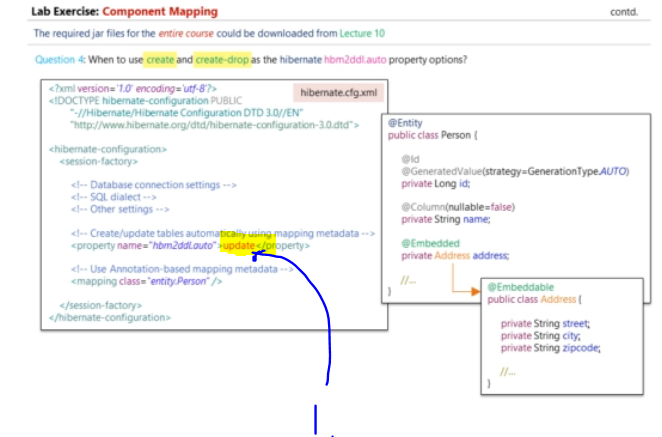 Lab Exercise: Component Mapping
contd.
The required jar files for the entire course could be downloaded from Lecture 10
Question 4: When to use create and create-drop as the hibernate hbm2ddl.auto property options?
hibernate.cfg.xml
<?xml version='1.0' encoding='utf-8'?>
<!DOCTYPE hibernate-configuration PUBLIC
"-//Hibernate/Hibernate Configuration DTD 3.0//EN"
"http://www.hibernate.org/dtd/hibernate-configuration-3.0.dtd">
<hibernate-configuration>
<session-factory>
<!-- Database connection settings -->
<!-- SQL dialect -->
<!-- Other settings -->
<!-- Create/update tables automatically using mapping metadata -->
<property name="hbm2ddl.auto">update</property>
<!-- Use Annotation-based mapping metadata -->
<mapping class="entity.Person"/>
</session-factory>
</hibernate-configuration>
@Entity
public class Person {
@Id
@GeneratedValue(strategy=GenerationType.AUTO)
private Long id;
@Column(nullable=false)
private String name;
@Embedded
private Address address;
//...
}
@Embeddable
public class Address {
private String street;
private String city;
private String zipcode;
//...
}